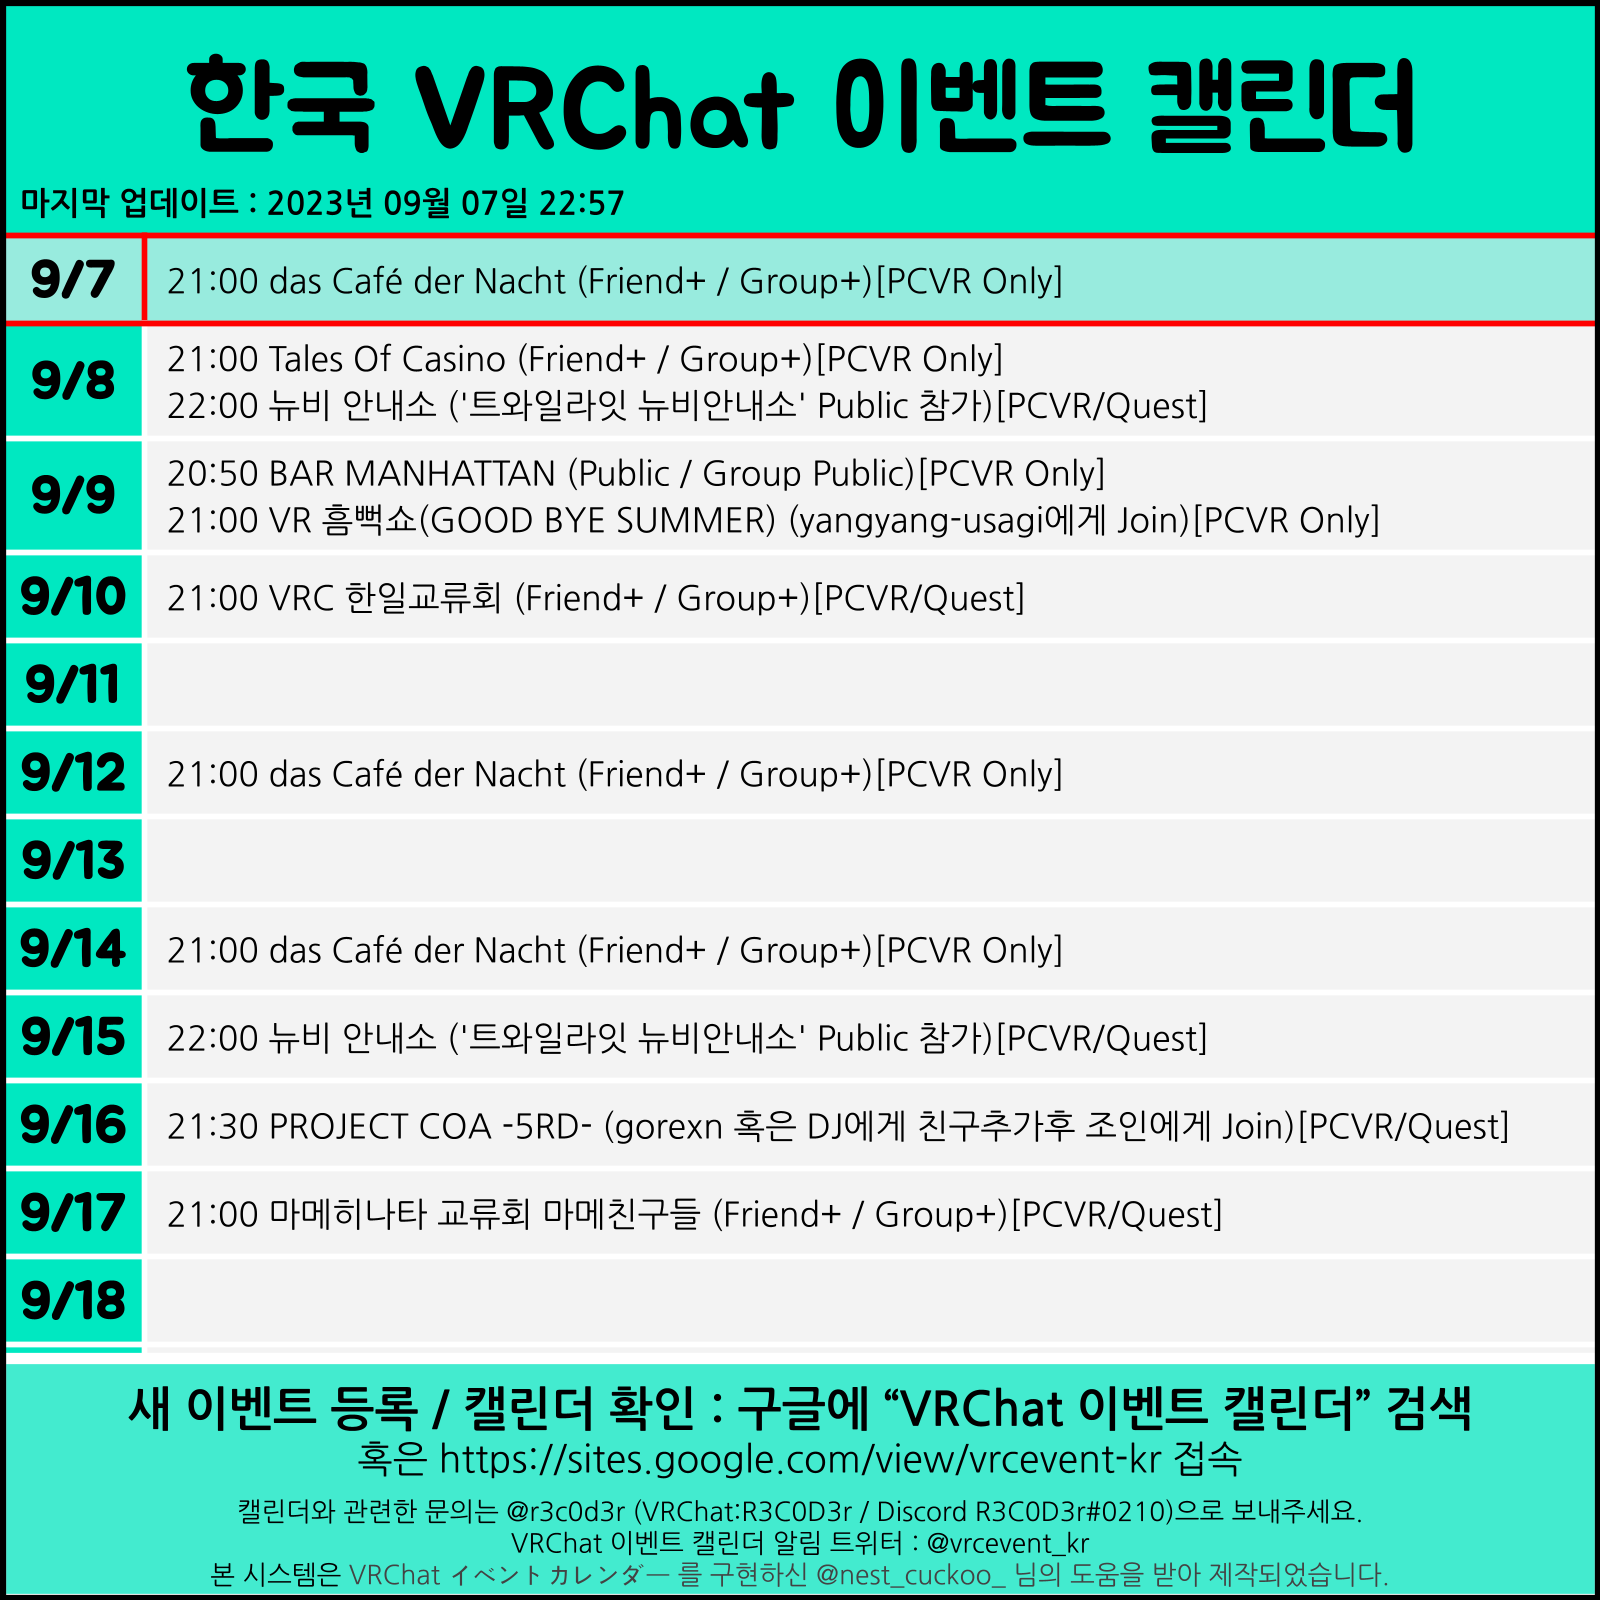 한국 VRChat 이벤트 캘린더
마지막 업데이트 : 2023년 09월 07일 22:57
9/7
21:00 das Café der Nacht (Friend+ / Group+)[PCVR Only]
9/8
21:00 Tales Of Casino (Friend+ / Group+)[PCVR Only]
22:00 뉴비 안내소 ('트와일라잇 뉴비안내소' Public 참가)[PCVR/Quest]
9/9
20:50 BAR MANHATTAN (Public / Group Public)[PCVR Only]
21:00 VR 흠뻑쇼(GOOD BYE SUMMER) (yangyang-usagi에게 Join)[PCVR Only]
9/10
21:00 VRC 한일교류회 (Friend+ / Group+)[PCVR/Quest]
9/11
9/12
21:00 das Café der Nacht (Friend+ / Group+)[PCVR Only]
9/13
9/14
21:00 das Café der Nacht (Friend+ / Group+)[PCVR Only]
9/15
22:00 뉴비 안내소 ('트와일라잇 뉴비안내소' Public 참가)[PCVR/Quest]
9/16
21:30 PROJECT COA -5RD- (gorexn 혹은 DJ에게 친구추가후 조인에게 Join)[PCVR/Quest]
9/17
21:00 마메히나타 교류회 마메친구들 (Friend+ / Group+)[PCVR/Quest]
9/18
새 이벤트 등록 / 캘린더 확인 : 구글에 “VRChat 이벤트 캘린더” 검색
혹은 https://sites.google.com/view/vrcevent-kr 접속
캘린더와 관련한 문의는 @r3c0d3r (VRChat:R3C0D3r / Discord R3C0D3r#0210)으로 보내주세요.
VRChat 이벤트 캘린더 알림 트위터 : @vrcevent_kr
본 시스템은 VRChat イベントカレンダー 를 구현하신 @nest_cuckoo_ 님의 도움을 받아 제작되었습니다.